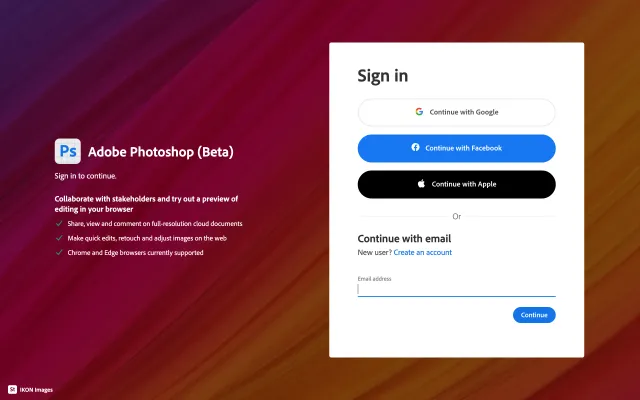 Ps Adobe Photoshop (Beta)
Sign in to continue.
Collaborate with stakeholders and try out a preview of
editing in your browser
Share, view and comment on full-resolution cloud documents
Make quick edits, retouch and adjust images on the web
Chrome and Edge browsers currently supported
St IKON Images
Sign in
Continue with Google
Continue with Facebook
Continue with Apple
Or
Continue with email
New user? Create an account
Email address
Continue